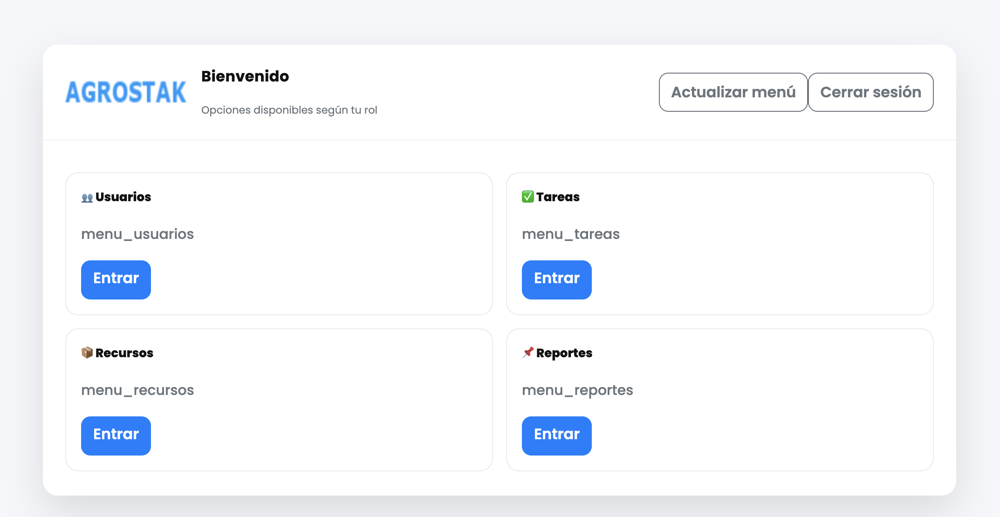 AGROSTAK
Bienvenido
Opciones disponibles según tu rol
Actualizar menú
Cerrar sesión
👥 Usuarios
menu_usuarios
Entrar
✅ Tareas
menu_tareas
Entrar
📦 Recursos
menu_recursos
Entrar
📌 Reportes
menu_reportes
Entrar